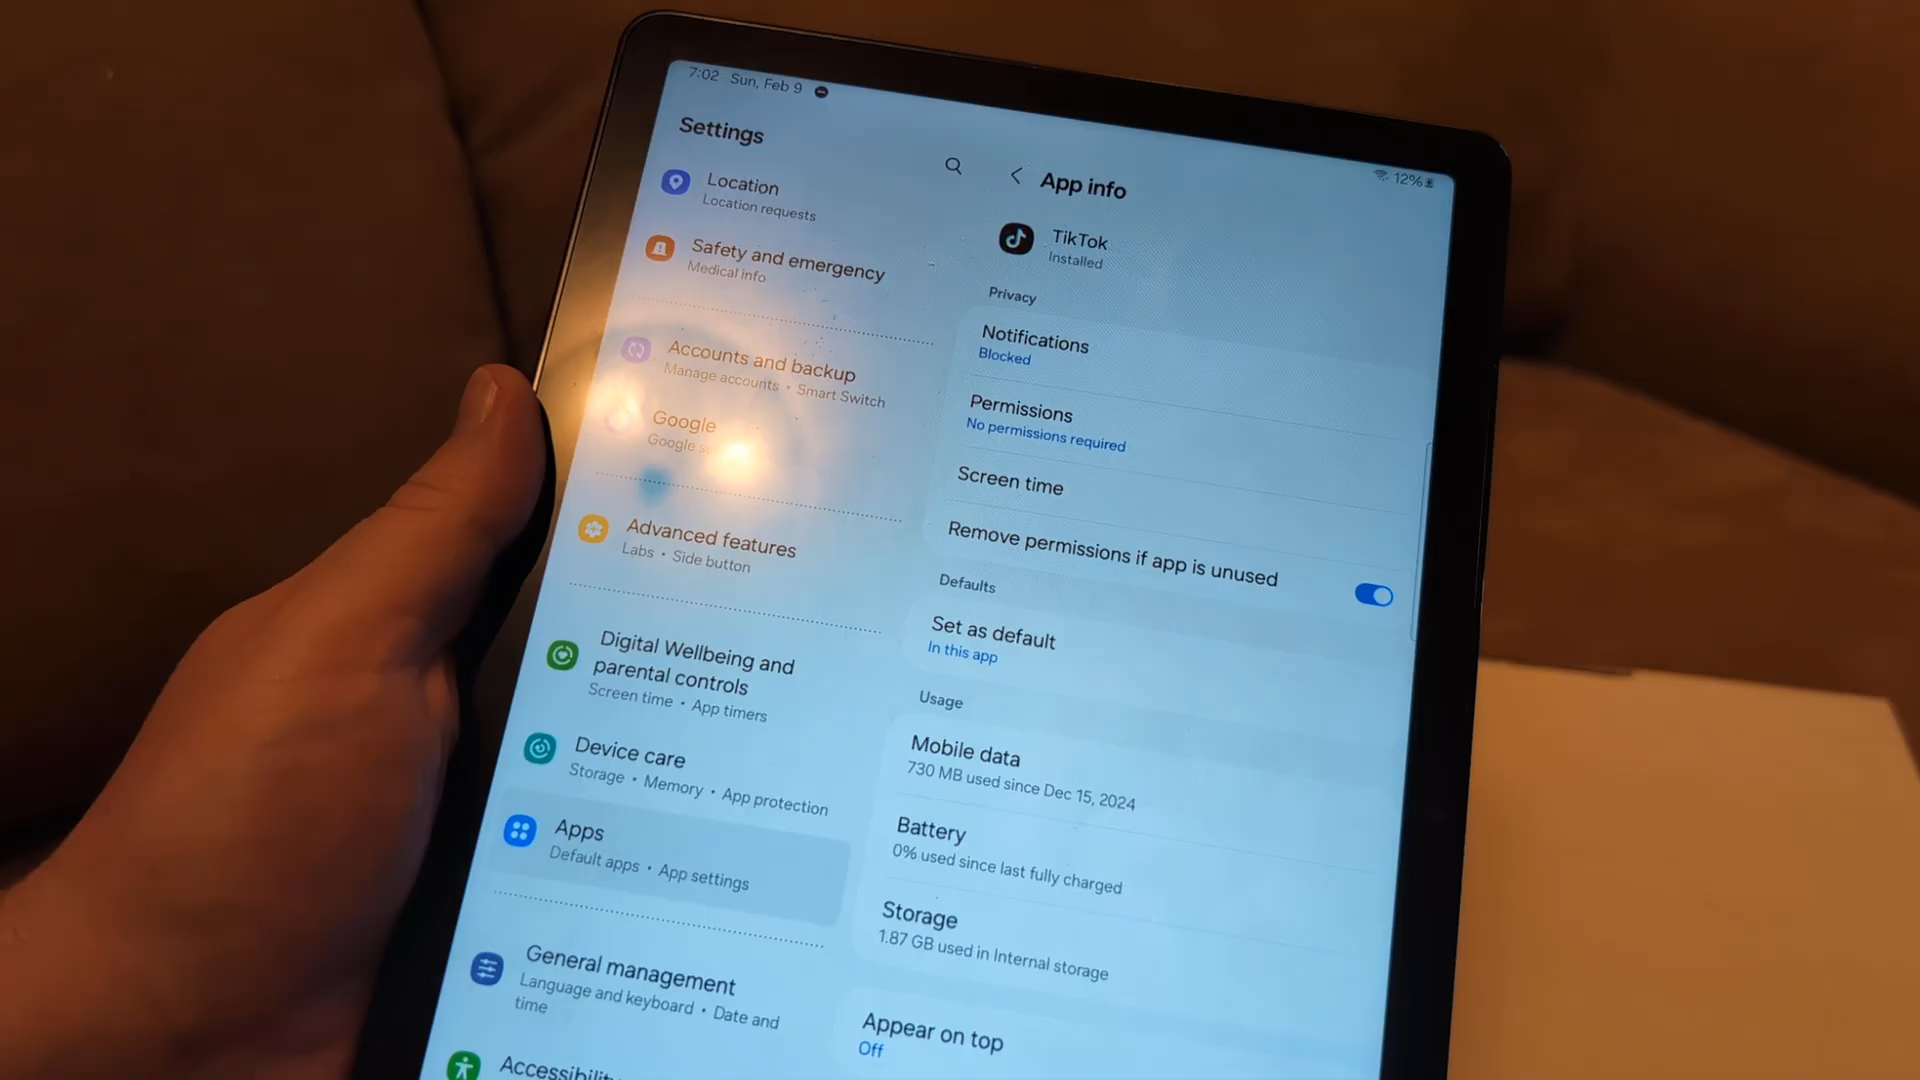 7:02 Sun, Feb 9
12%
Settings
Location
Location requests
Safety and emergency
Medical info
Accounts and backup
Manage accounts • Smart Switch
Google
Google
Advanced features
Labs • Side button
Digital Wellbeing and
parental controls
Screen time • App timers
Device care
Storage • Memory • App protection
Apps
Default apps • App settings
General management
Language and keyboard • Date and
time
App info
TikTok
Installed
Privacy
Notifications
Blocked
Permissions
No permissions required
Screen time
Remove permissions if app is unused
Defaults
Set as default
In this app
Usage
Mobile data
730 MB used since Dec 15, 2024
Battery
0% used since last fully charged
Storage
1.87 GB used in Internal storage
Appear on top
Off